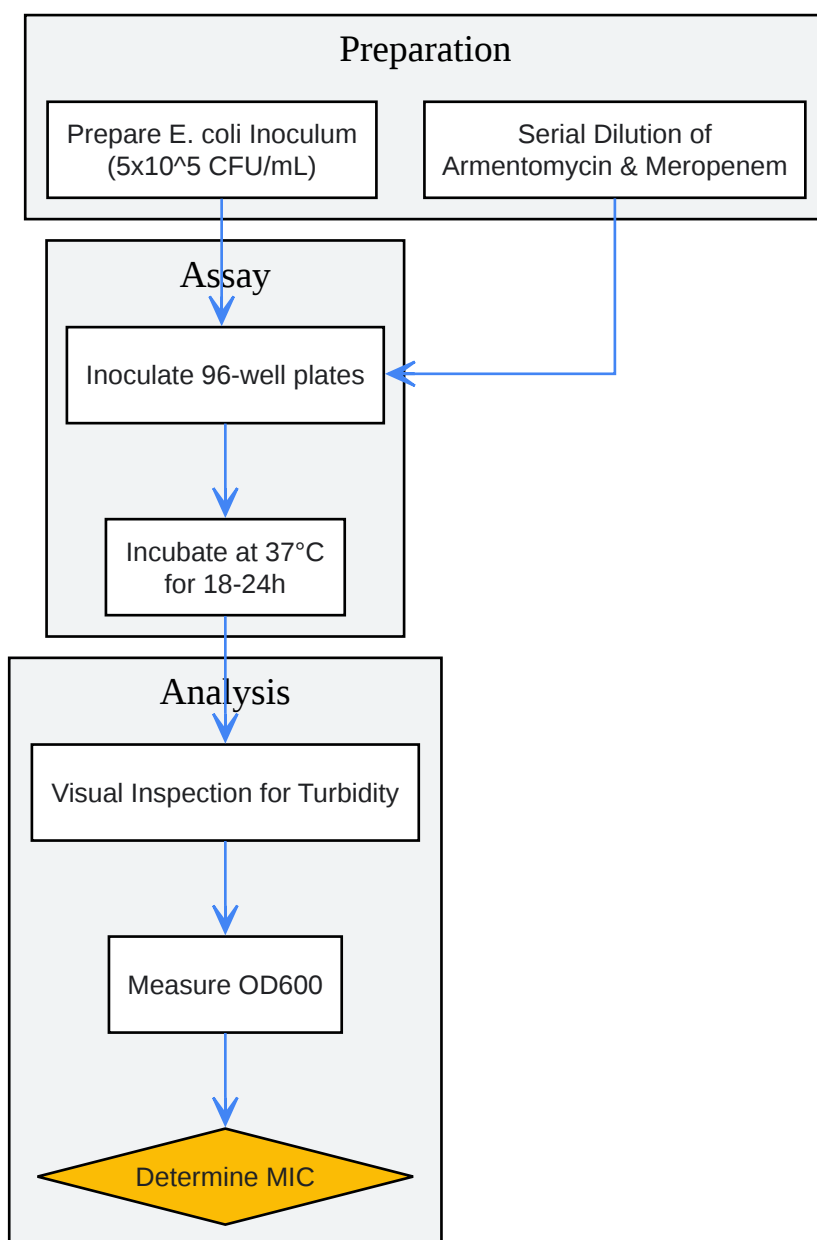 Preparation
Prepare E. coli Inoculum
(5x10^5 CFU/mL)
Serial Dilution of
Armentomycin & Meropenem
Assay
Inoculate 96-well plates
Incubate at 37°C
for 18-24h
Analysis
Visual Inspection for Turbidity
Measure OD600
Determine MIC